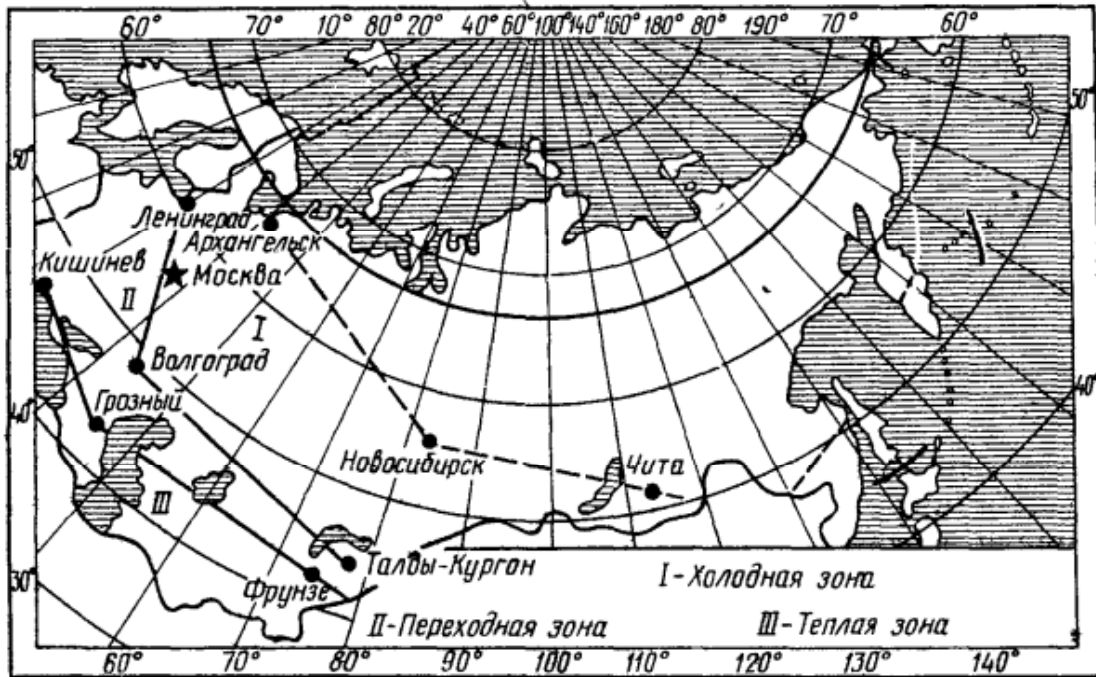 60° 70° 10° 80° 20° 40° 60° 100° 140° 160° 180° 80° 190° 70° 60°
50°
50°
Ленинград
Архангельск
Кишинев
Москва
II
I
Волгоград
40°
Грозный
40°
Новосибирск
Чита
III
Талды-Курган
30°
Фрунзе
I-Холодная зона
II-Переходная зона
III-Теплая зона
60° 70° 80° 90° 100° 110° 120° 130° 140°